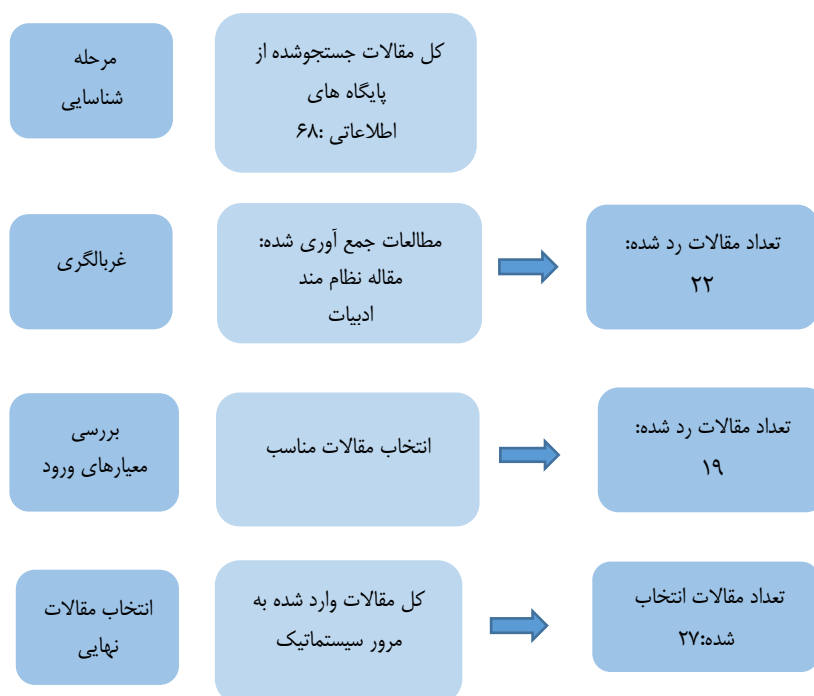 مرحله
شناسایی
کل مقالات جستجوشده از
پایگاه های
اطلاعاتی :۶۸
غربالگری
مطالعات جمع آوری شده:
مقاله نظام مند
ادبیات
تعداد مقالات رد شده:
۲۲
بررسی
معیارهای ورود
انتخاب مقالات مناسب
تعداد مقالات رد شده:
۱۹
انتخاب مقالات
نهایی
کل مقالات وارد شده به
مرور سیستماتیک
تعداد مقالات انتخاب
شده:۲۷